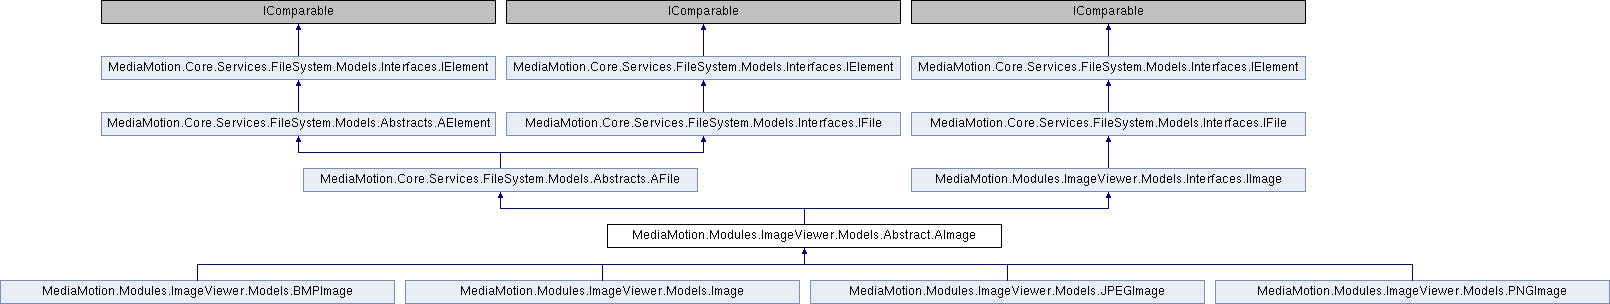 IComparable
IComparable
IComparable
MediaMotion.Core.Services.FileSystem.Models.Interfaces.IElement
MediaMotion.Core.Services.FileSystem.Models.Interfaces.IElement
MediaMotion.Core.Services.FileSystem.Models.Interfaces.IElement
MediaMotion.Core.Services.FileSystem.Models.Abstracts.AElement
MediaMotion.Core.Services.FileSystem.Models.Interfaces.IFile
MediaMotion.Core.Services.FileSystem.Models.Interfaces.IFile
MediaMotion.Core.Services.FileSystem.Models.Abstracts.AFile
MediaMotion.Modules.ImageViewer.Models.Interfaces.IImage
MediaMotion.Modules.ImageViewer.Models.Abstract.AImage
MediaMotion.Modules.ImageViewer.Models.BMPImage
MediaMotion.Modules.ImageViewer.Models.Image
MediaMotion.Modules.ImageViewer.Models.JPEGImage
MediaMotion.Modules.ImageViewer.Models.PNGImage